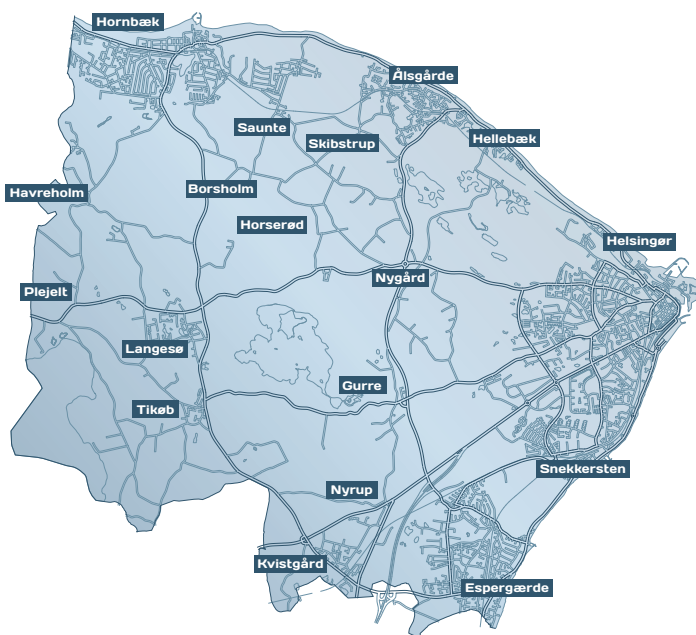 Hornbæk
Ålsgårde
Saunte
Skibstrup
Hellebæk
Havreholm
Borsholm
Horserød
Helsingør
Nygård
Plejelt
Langesø
Gurre
Tikøb
Snekkersten
Nyrup
Kvistgård
Espergærde